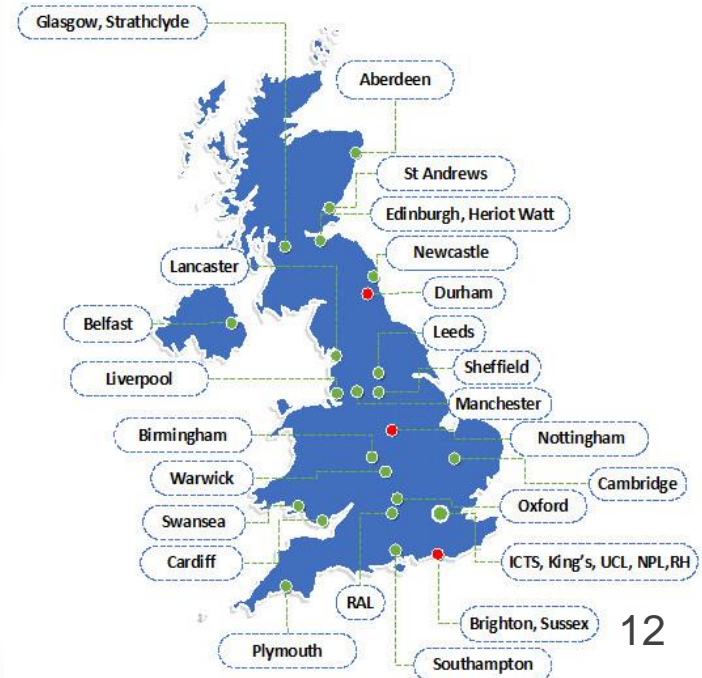 Glasgow, Strathclyde
Aberdeen
St Andrews
Edinburgh, Heriot Watt
Newcastle
Lancaster
Durham
Belfast
Leeds
Sheffield
Liverpool
Manchester
Birmingham
Nottingham
Warwick
Cambridge
Oxford
Swansea
Cardiff
ICTS, King's, UCL, NPL,RH
RAL
Brighton, Sussex
12
Plymouth
Southampton